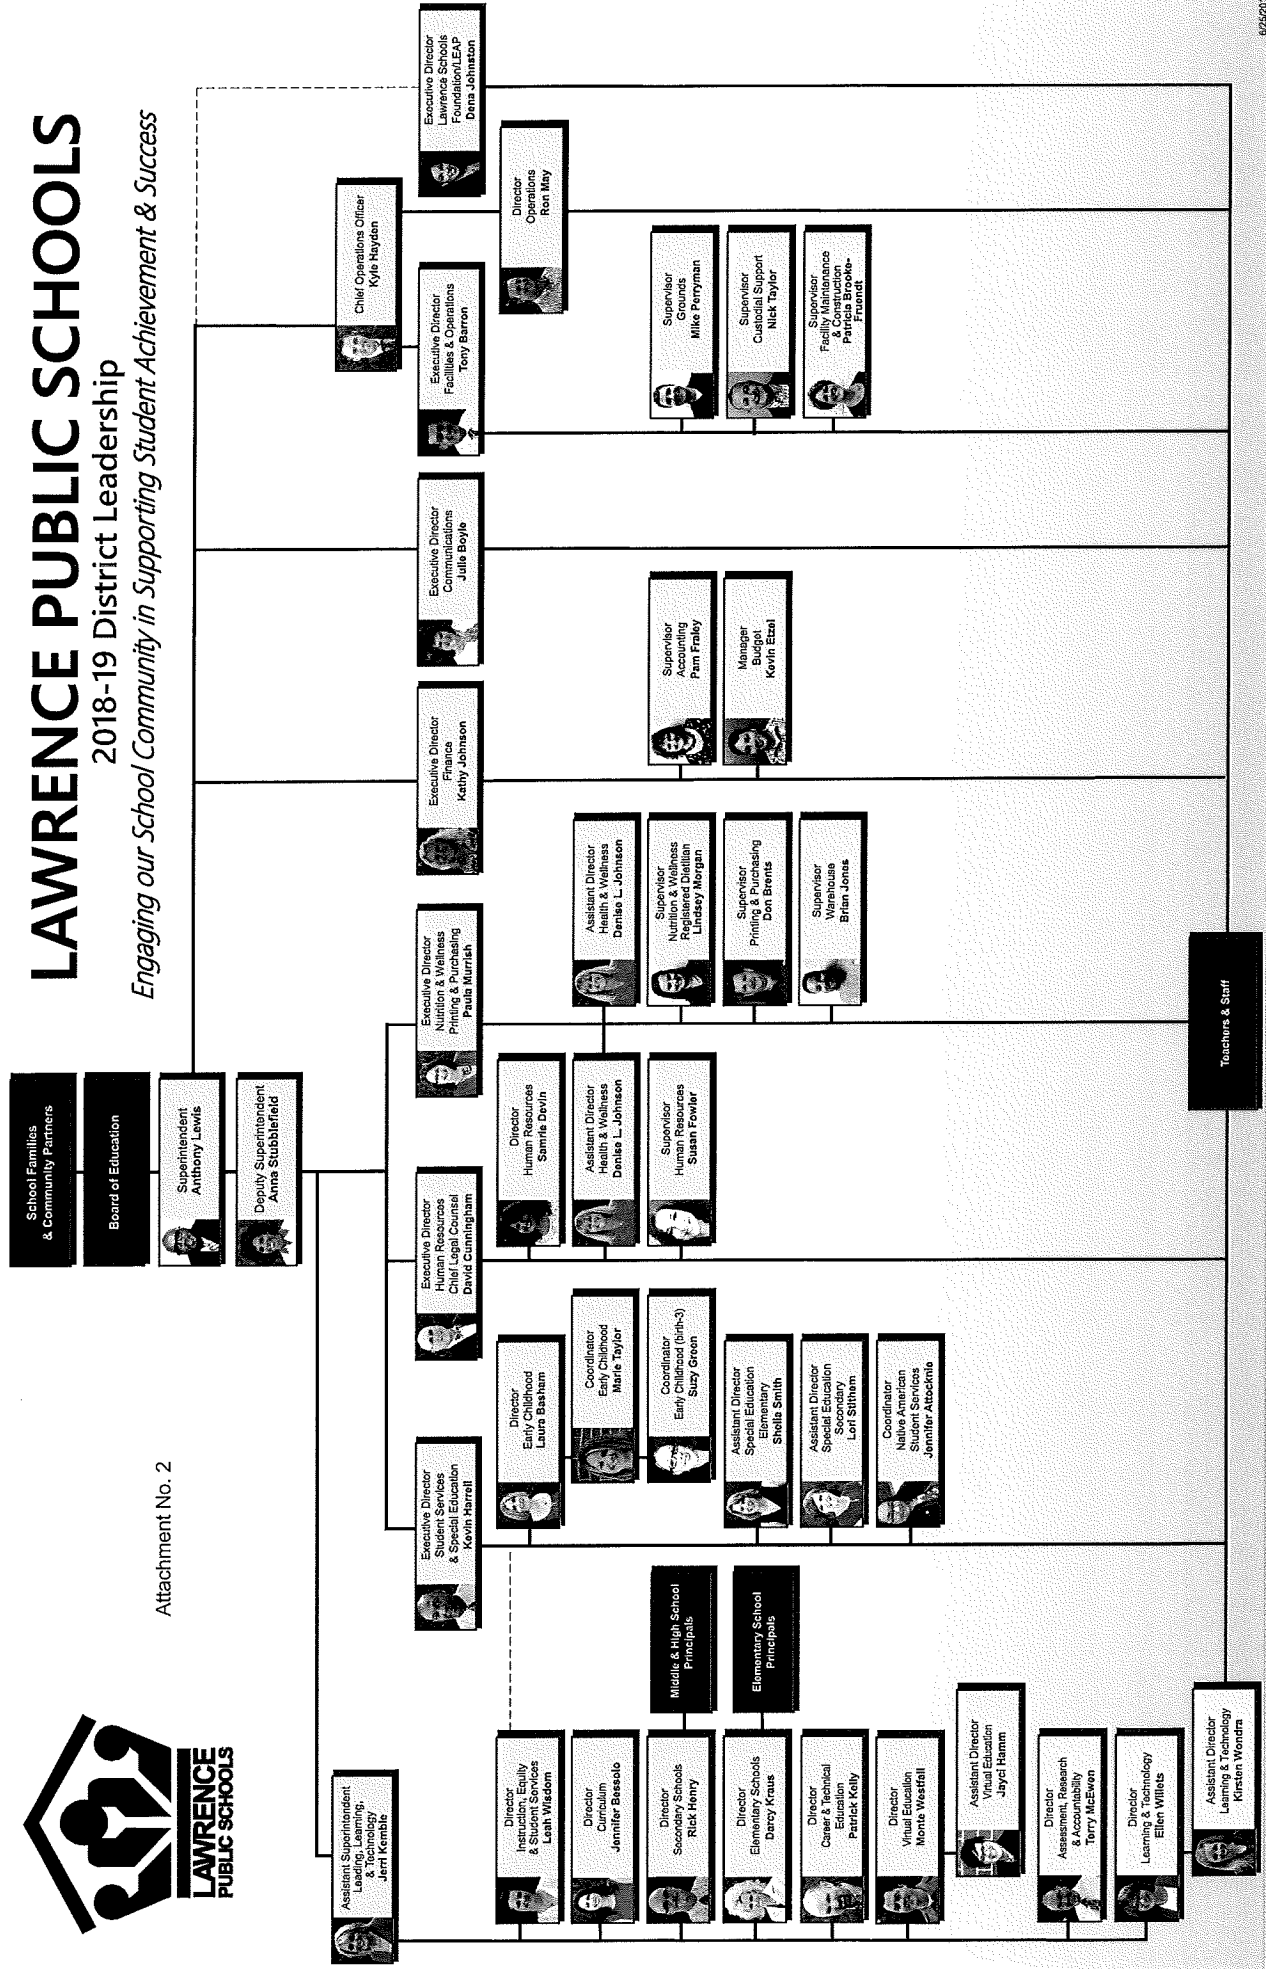 LAWRENCE PUBLIC SCHOOLS
2018-19 District Leadership
Engaging our School Community in Supporting Student Achievement & Success
LAWRENCE
PUBLIC SCHOOLS
Attachment No. 2
School Families
& Community Partners
Board of Education
Superintendent
Anthony Lewis
Deputy Superintendent
Anna Stubblefield
Assistant Superintendent
Leading, Learning,
& Technology
Jerri Kemble
Chief Operations Officer
Kyle Hayden
Executive Director
Student Services
& Special Education
Kevin Harrell
Executive Director
Human Resources
Chief Legal Counsel
David Cunningham
Executive Director
Nutrition & Wellness
Printing & Purchasing
Paula Murrish
Executive Director
Finance
Kathy Johnson
Executive Director
Communications
Julie Boyle
Executive Director
Facilities & Operations
Tony Barron
Executive Director
Lawrence Schools
Foundation/LEAP
Dena Johnston
Director
Instruction, Equity
& Student Services
Leah Wisdom
Director
Curriculum
Jennifer Bessolo
Director
Secondary Schools
Rick Henry
Middle & High School
Principals
Director
Elementary Schools
Darcy Kraus
Elementary School
Principals
Director
Career & Technical
Education
Patrick Kelly
Director
Virtual Education
Monte Westfall
Assistant Director
Virtual Education
Jayci Hamm
Director
Assessment, Research
& Accountability
Terry McEwen
Director
Learning & Technology
Ellen Willets
Assistant Director
Learning & Technology
Kirsten Wondra
Director
Early Childhood
Laura Basham
Coordinator
Early Childhood
Marie Taylor
Coordinator
Early Childhood (birth-3)
Suzy Green
Assistant Director
Special Education
Elementary
Sheila Smith
Assistant Director
Special Education
Secondary
Lori Stithem
Coordinator
Native American
Student Services
Jennifer Attocknie
Director
Human Resources
Samrie Devin
Assistant Director
Health & Wellness
Denise L. Johnson
Supervisor
Human Resources
Susan Fowler
Assistant Director
Health & Wellness
Denise L. Johnson
Supervisor
Nutrition & Wellness
Registered Dietitian
Lindsey Morgan
Supervisor
Printing & Purchasing
Don Brents
Supervisor
Warehouse
Brian Jones
Supervisor
Accounting
Pam Fraley
Manager
Budget
Kevin Etzel
Director
Operations
Ron May
Supervisor
Grounds
Mike Perryman
Supervisor
Custodial Support
Nick Taylor
Supervisor
Facility Maintenance
& Construction
Patricia Brooke-
Fruendt
Teachers & Staff